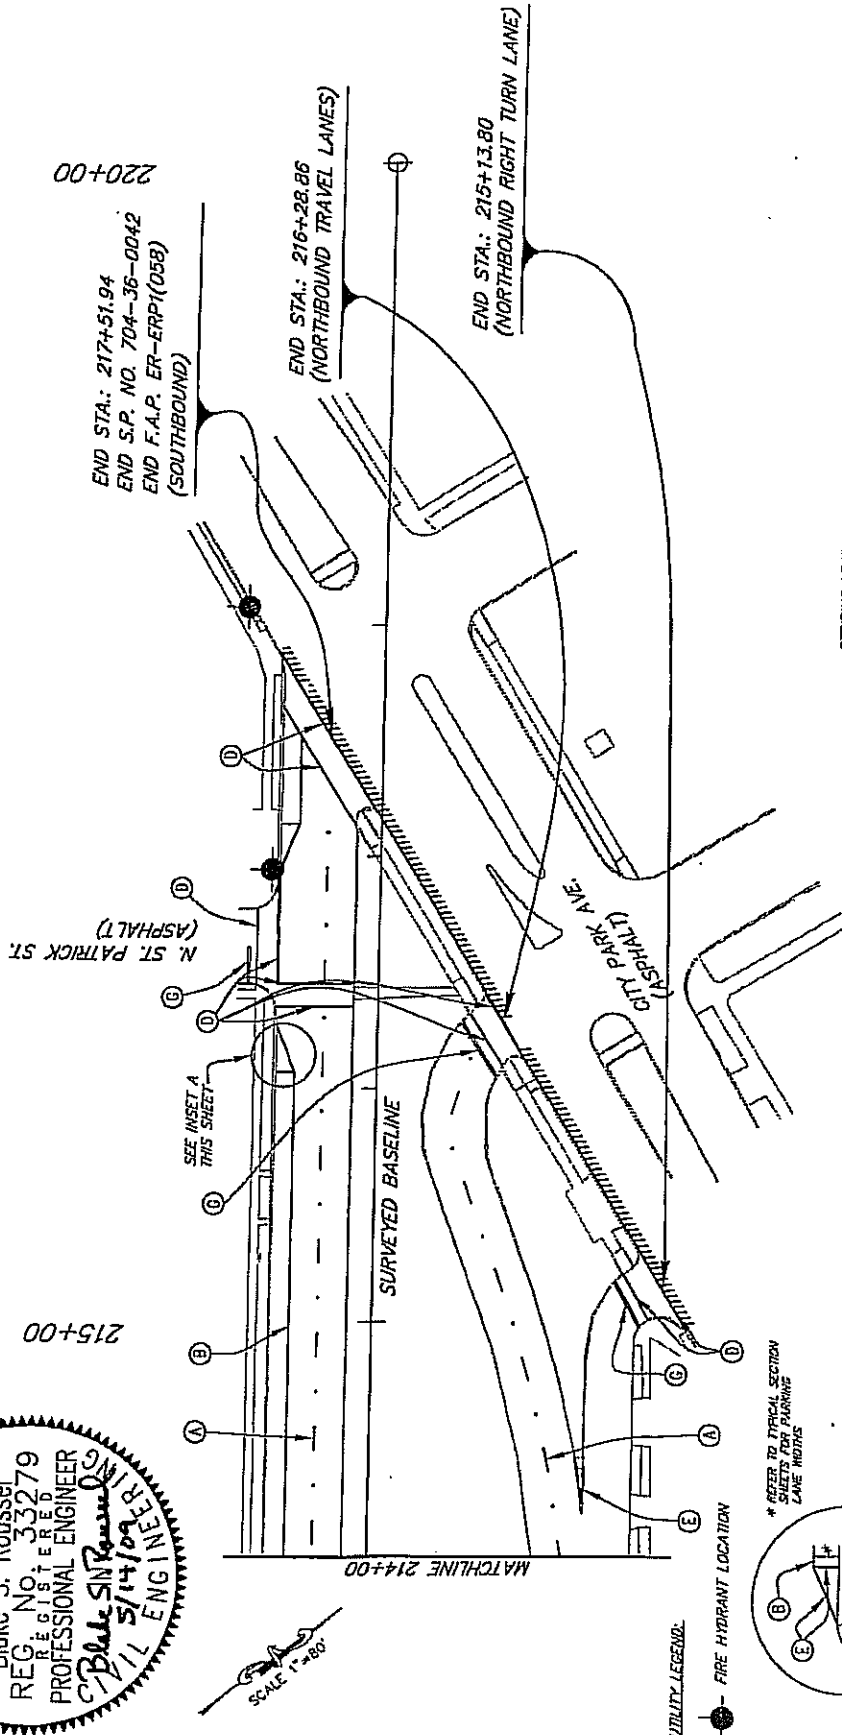 220+00
END STA.: 217+51.94
END S.P. NO. 704-36-0042
END F.A.P. ER-ERP1(058)
(SOUTHBOUND)
END STA.: 216+28.86
(NORTHBOUND TRAVEL LANES)
END STA.: 215+13.80
(NORTHBOUND RIGHT TURN LANE)
D
D
N. ST. PATRICK ST.
(ASPHALT)
G
D
SEE INSET A
THIS SHEET
G
CITY PARK AVE.
(ASPHALT)
SURVEYED BASELINE
215+00
B
A
D
G
A
E
MATCHLINE 214+00
REG. No. 33279
REGISTERED
PROFESSIONAL ENGINEER
5/14/09
CIVIL ENGINEERING
SCALE 1"=80'
* REFER TO TYPICAL SECTION
SHEETS FOR PARKING
LANE WIDTHS
UTILITY LEGEND:
FIRE HYDRANT LOCATION
B
E
*